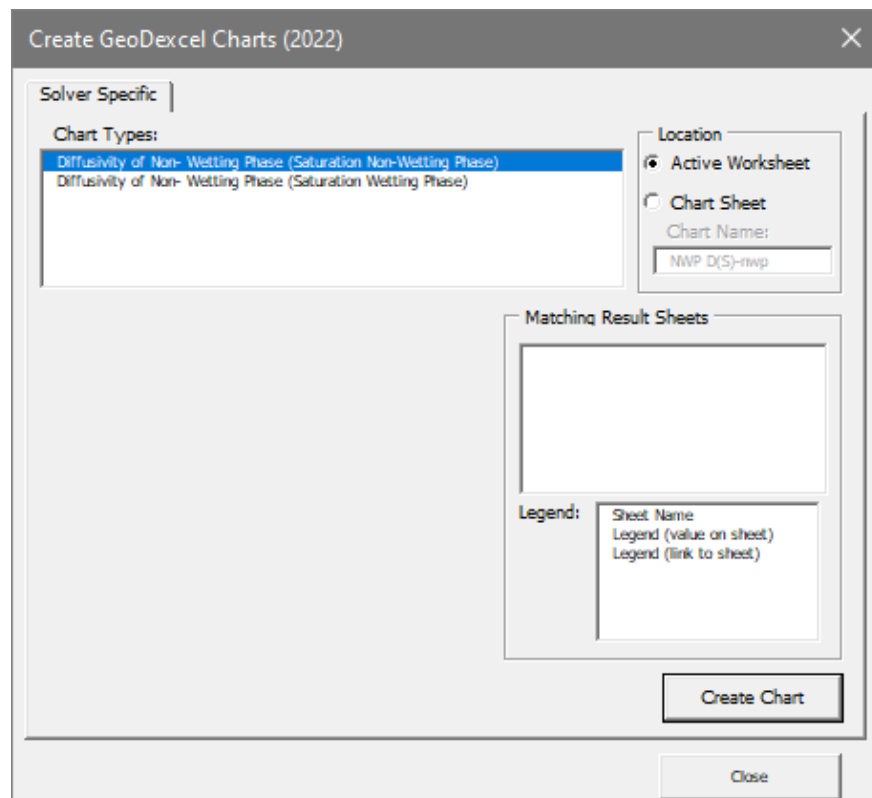 Create GeoDexcel Charts (2022)
Solver Specific
Chart Types:
Diffusivity of Non- Wetting Phase (Saturation Non-Wetting Phase)
Diffusivity of Non- Wetting Phase (Saturation Wetting Phase)
Location
Active Worksheet
Chart Sheet
Chart Name:
NWP D(S)-nwp
Matching Result Sheets
Legend:
Sheet Name
Legend (value on sheet)
Legend (link to sheet)
Create Chart
Close